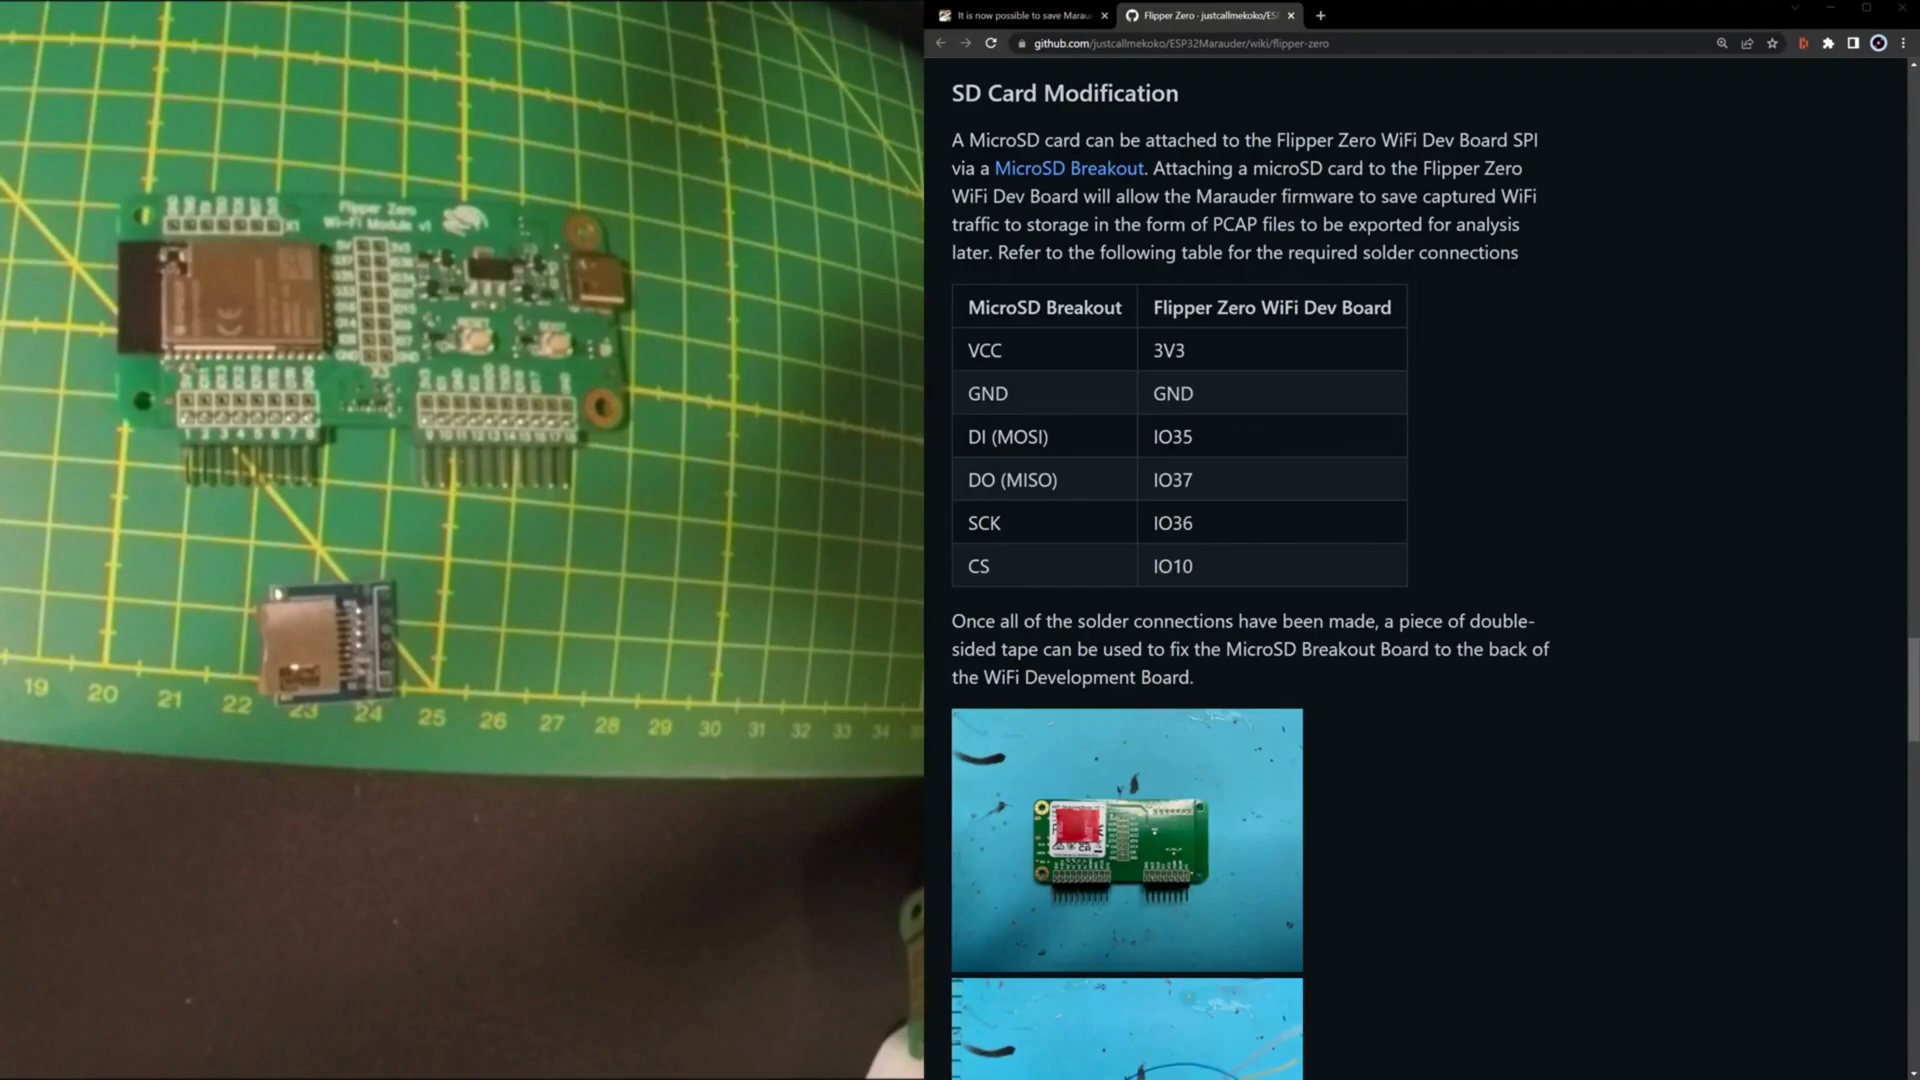 It is now possible to save Marau
Flipper Zero · justcallmekoko/ESP
github.com/justcallmekoko/ESP32Marauder/wiki/flipper-zero
SD Card Modification
A MicroSD card can be attached to the Flipper Zero WiFi Dev Board SPI
via a MicroSD Breakout. Attaching a microSD card to the Flipper Zero
WiFi Dev Board will allow the Marauder firmware to save captured WiFi
traffic to storage in the form of PCAP files to be exported for analysis
later. Refer to the following table for the required solder connections
MicroSD Breakout Flipper Zero WiFi Dev Board
VCC 3V3
GND GND
DI (MOSI) IO35
DO (MISO) IO37
SCK IO36
CS IO10
Once all of the solder connections have been made, a piece of double-
sided tape can be used to fix the MicroSD Breakout Board to the back of
the WiFi Development Board.
Flipper Zero
Wi-Fi Module v1
X1
RESET
BOOT
CE
19 20 21 22 23 24 25 26 27 28 29 30 31 32 33 34